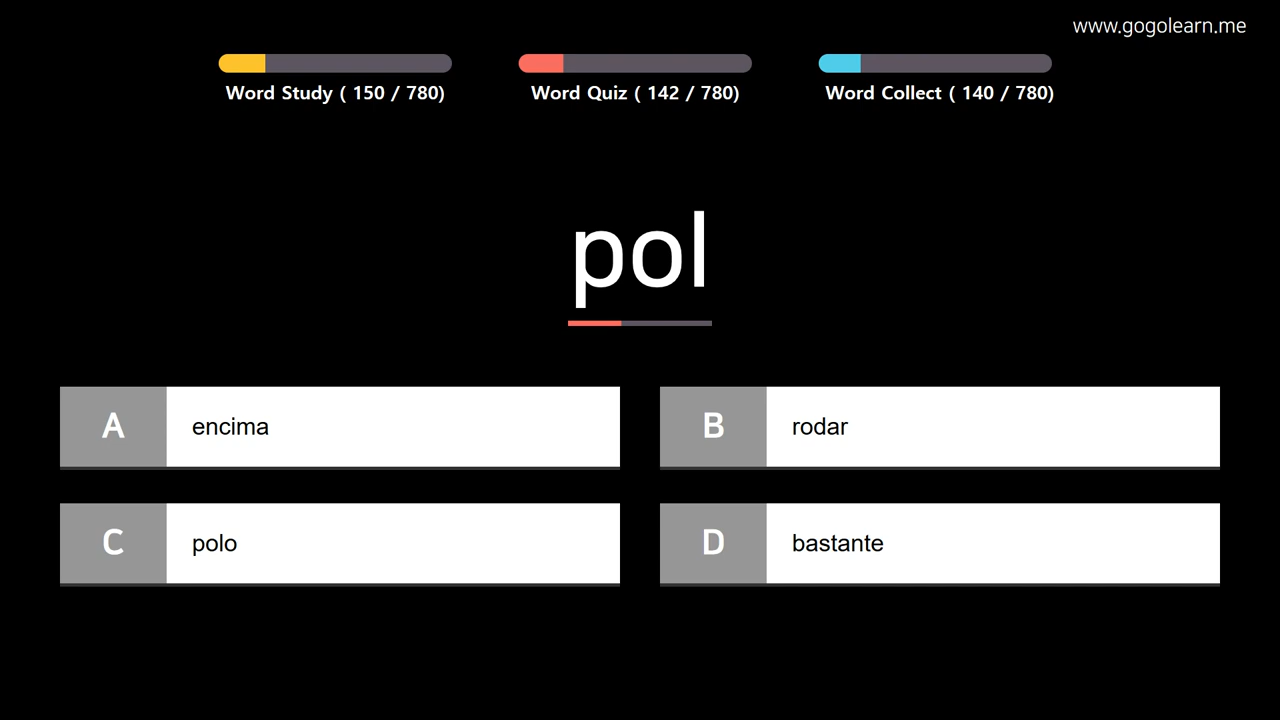 www.gogolearn.me
Word Study ( 150 / 780)
Word Quiz ( 142 / 780)
Word Collect ( 140 / 780)
pol
A encima
B rodar
C polo
D bastante